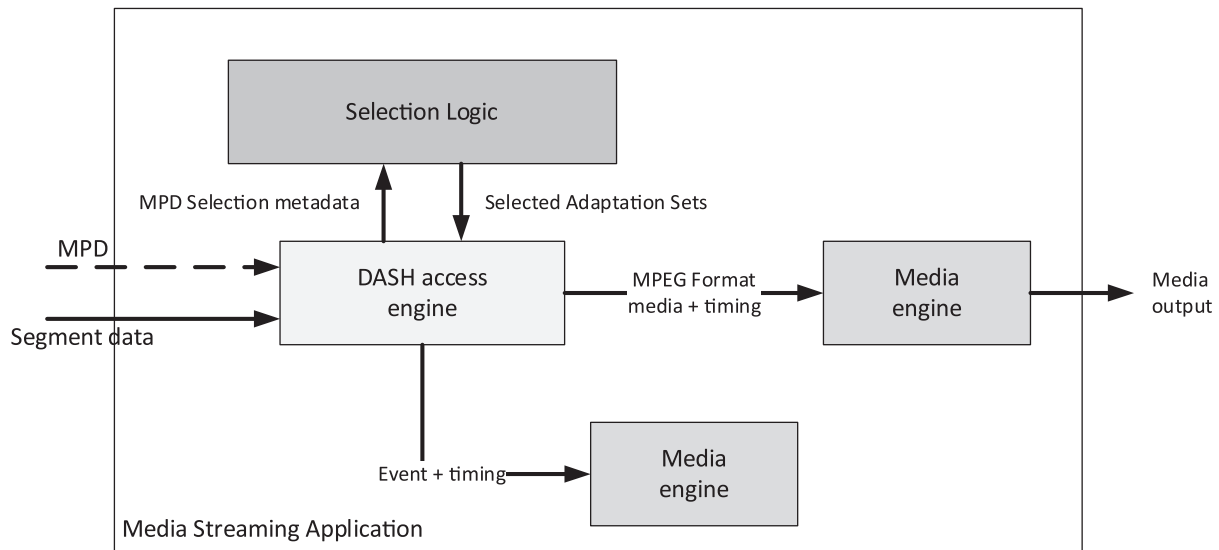 Selection Logic
MPD Selection metadata
Selected Adaptation Sets
MPD
Segment data
DASH access
engine
MPEG Format
media + timing
Media
engine
Media
output
Event + timing
Media
engine
Media Streaming Application